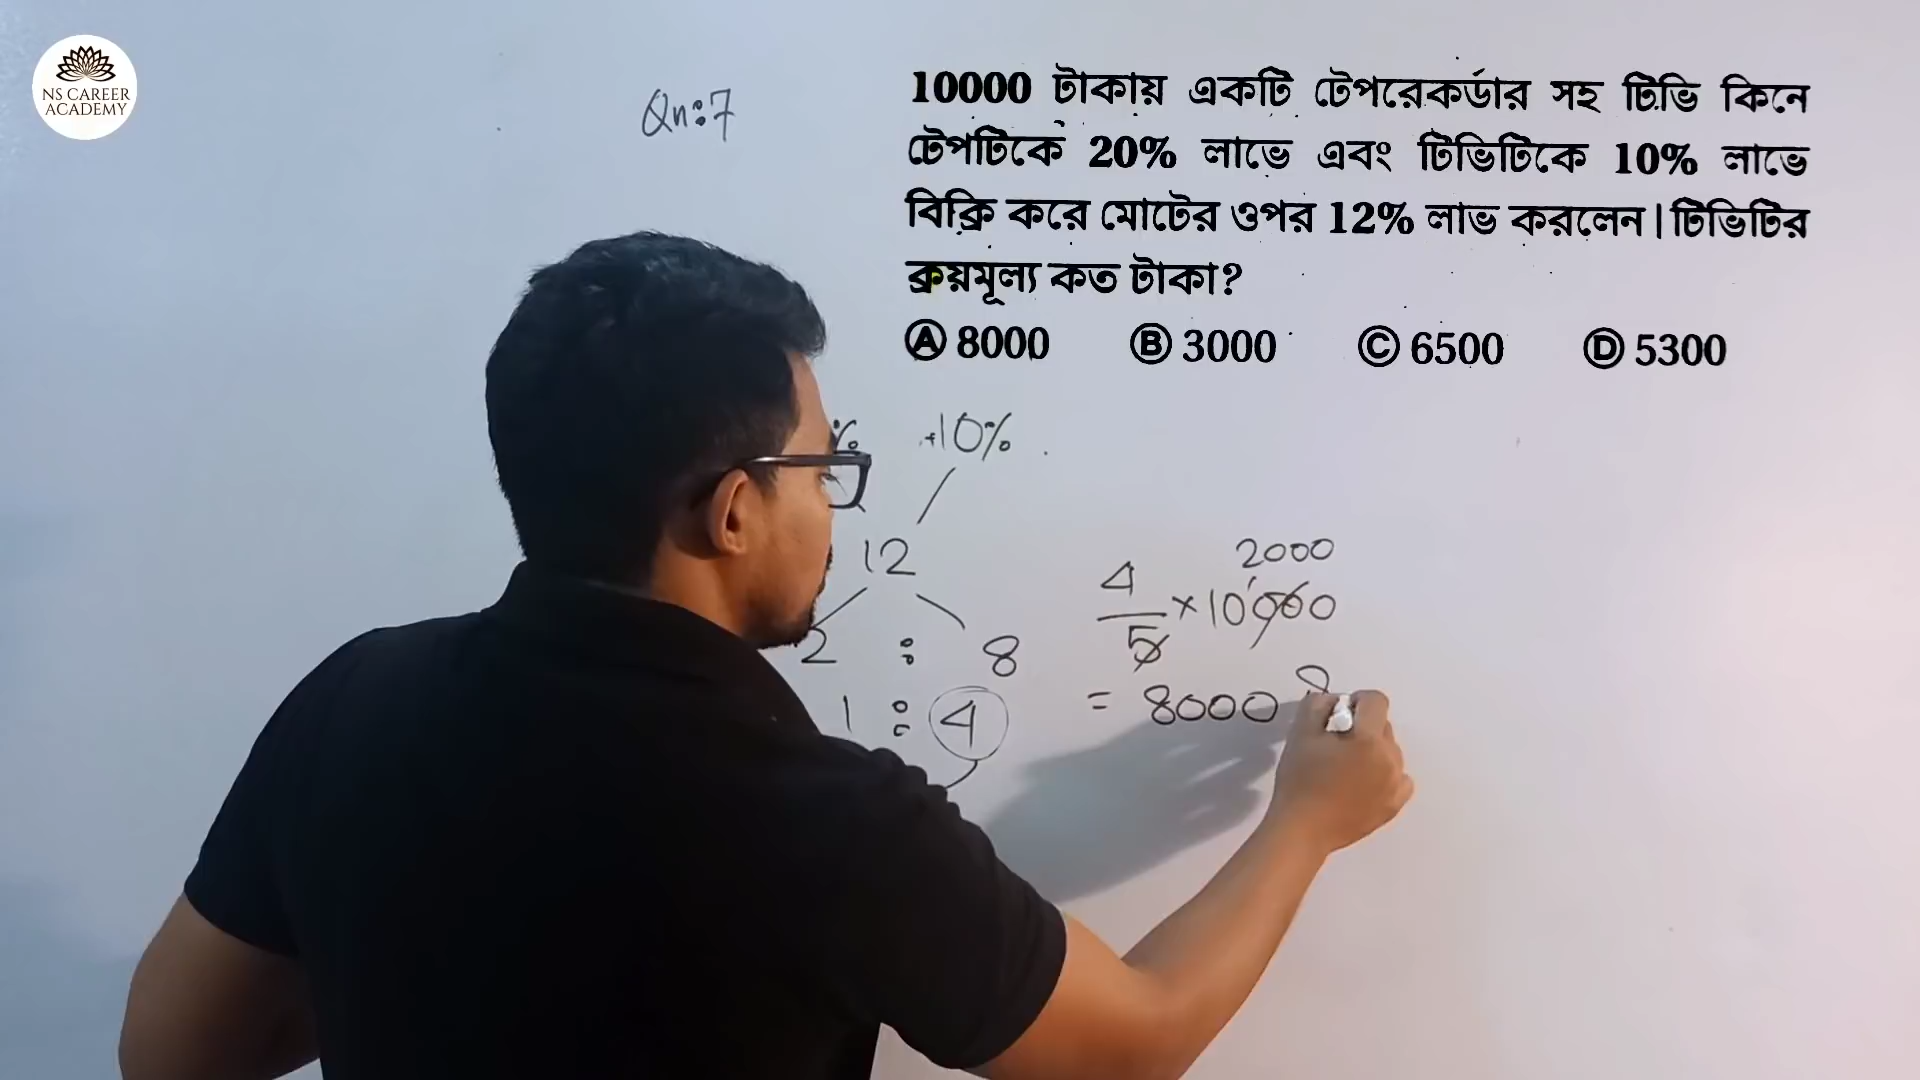 NS CAREER
ACADEMY
Qn:7
10000 টাকায় একটি টেপরেকর্ডার সহ টিভি কিনে
টেপটিকে 20% লাভে এবং টিভিটিকে 10% লাভে
বিক্রি করে মোটের ওপর 12% লাভ করলেন। টিভিটির
ক্রয়মূল্য কত টাকা?
Ⓐ 8000 Ⓑ 3000 Ⓒ 6500 Ⓓ 5300
% +10%
12
2 : 8
1 : 4
2000
4/5 × 10000
= 8000